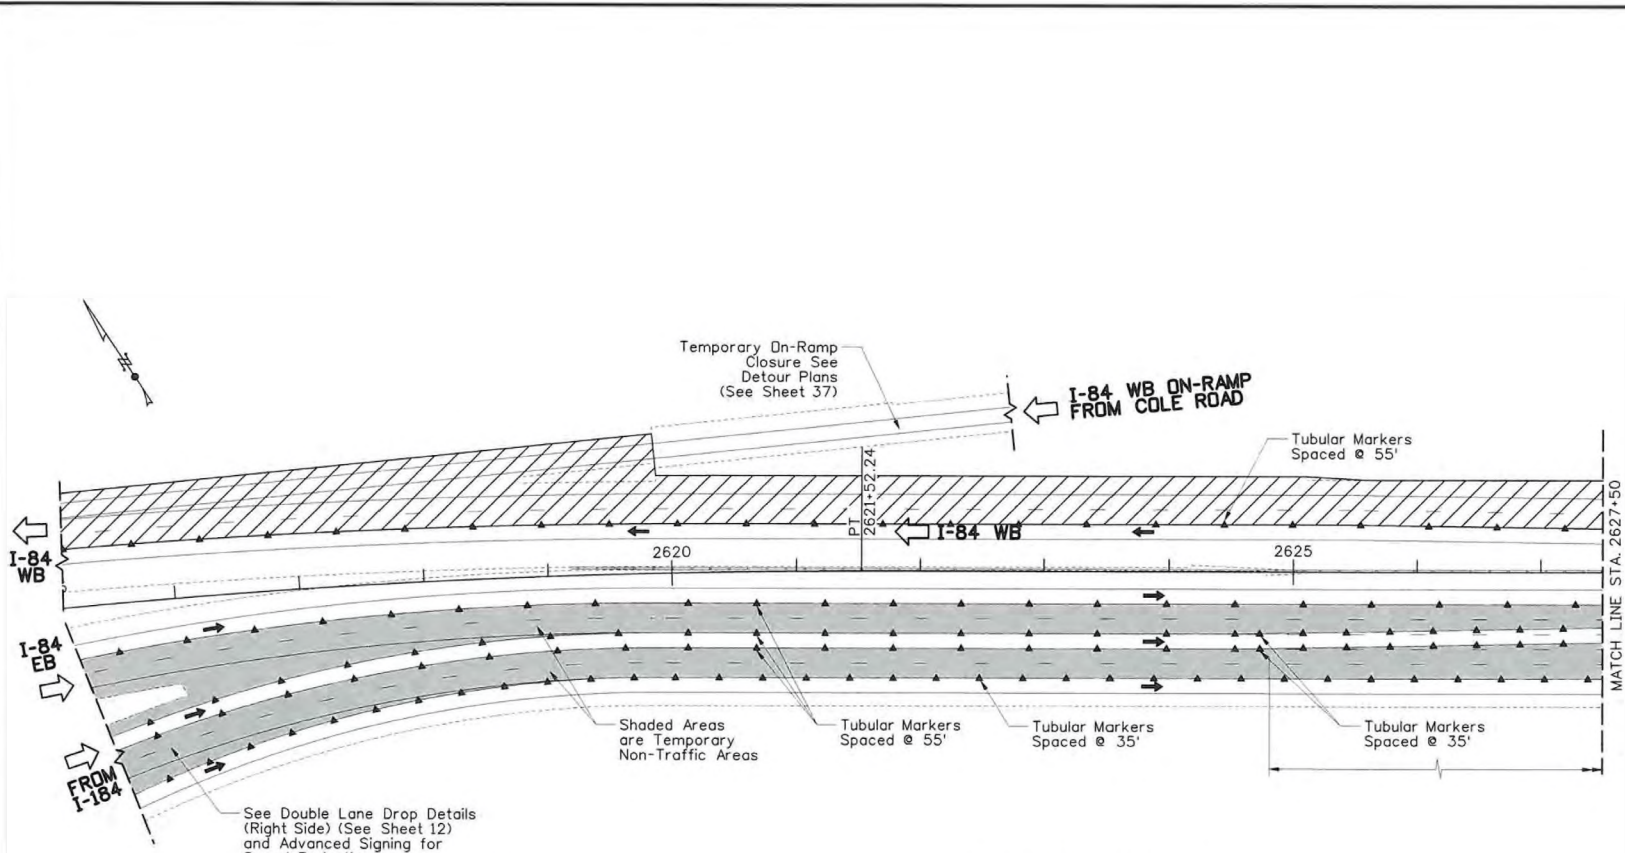 Temporary On-Ramp
Closure See
Detour Plans
(See Sheet 37)
I-84 WB ON-RAMP
FROM COLE ROAD
Tubular Markers
Spaced @ 55'
PT
2621+52.24
I-84 WB
I-84
WB
2620
2625
MATCH LINE STA. 2627+50
I-84
EB
FROM
I-184
Shaded Areas
are Temporary
Non-Traffic Areas
Tubular Markers
Spaced @ 55'
Tubular Markers
Spaced @ 35'
Tubular Markers
Spaced @ 35'
See Double Lane Drop Details
(Right Side) (See Sheet 12)
and Advanced Signing for